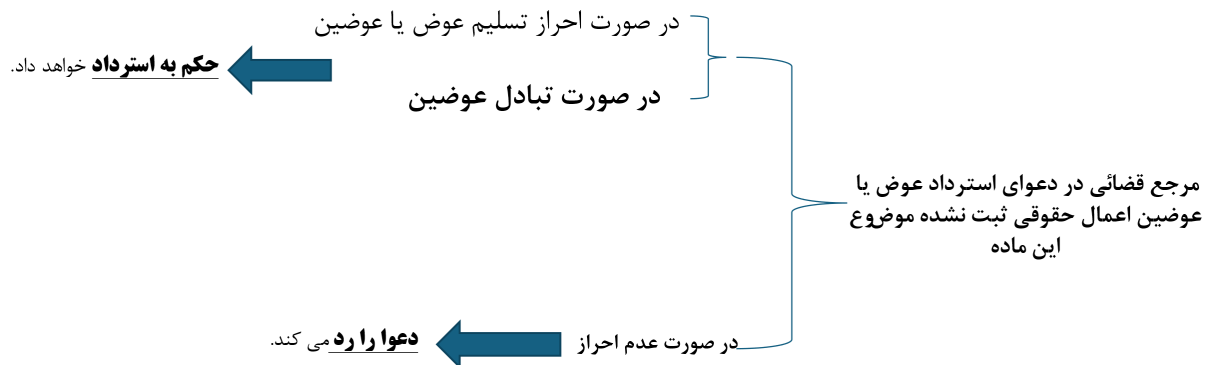 مرجع قضائی در دعوای استرداد عوض یا
عوضین اعمال حقوقی ثبت نشده موضوع
این ماده
در صورت احراز تسلیم عوض یا عوضین
در صورت تبادل عوضین
حکم به استرداد خواهد داد.
در صورت عدم احراز
دعوا را رد می کند.